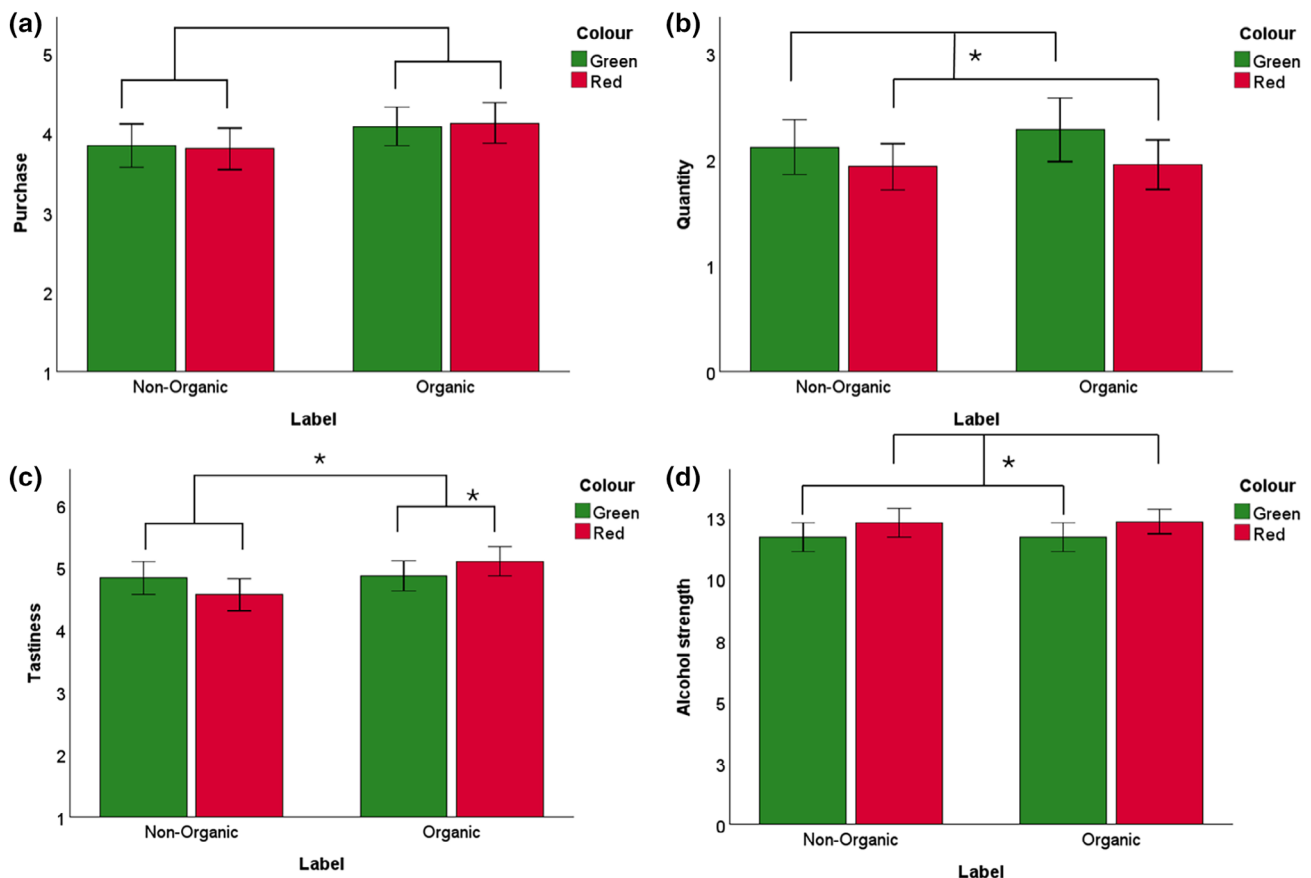 (a)
Purchase
5
4
3
2
1
Non-Organic Organic
Label
Colour
Green
Red
(b)
Quantity
3
2
1
0
*
Non-Organic Organic
Label
Colour
Green
Red
(c)
Tastiness
6
5
4
3
2
1
*
*
Non-Organic Organic
Label
Colour
Green
Red
(d)
Alcohol strength
13
10
8
5
3
0
*
Non-Organic Organic
Label
Colour
Green
Red